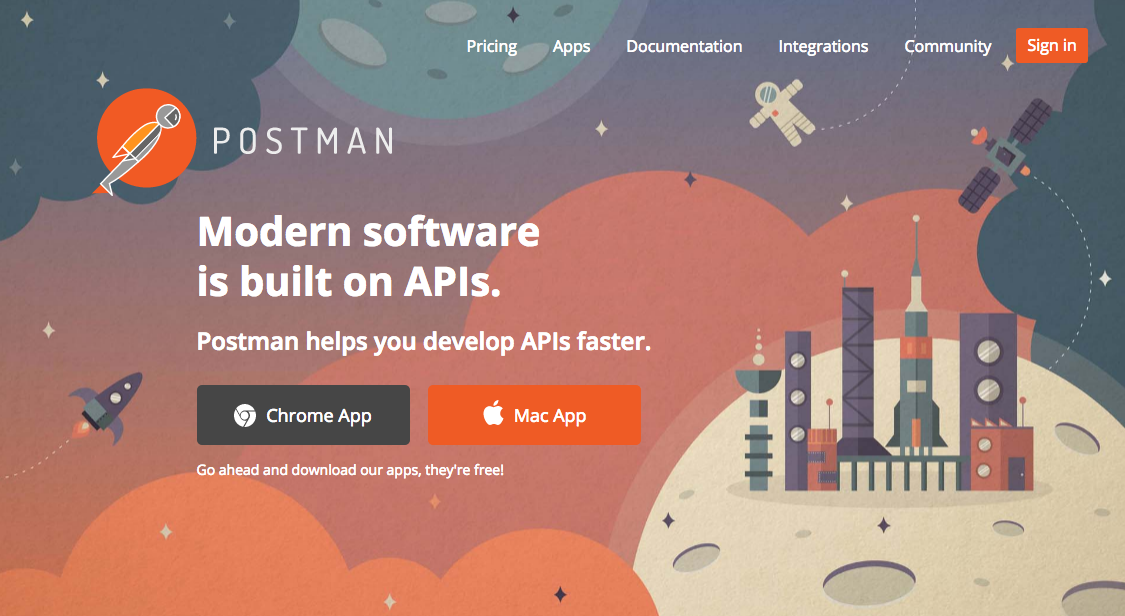 Pricing Apps Documentation Integrations Community Sign in
POSTMAN
Modern software
is built on APIs.
Postman helps you develop APIs faster.
Chrome App Mac App
Go ahead and download our apps, they're free!